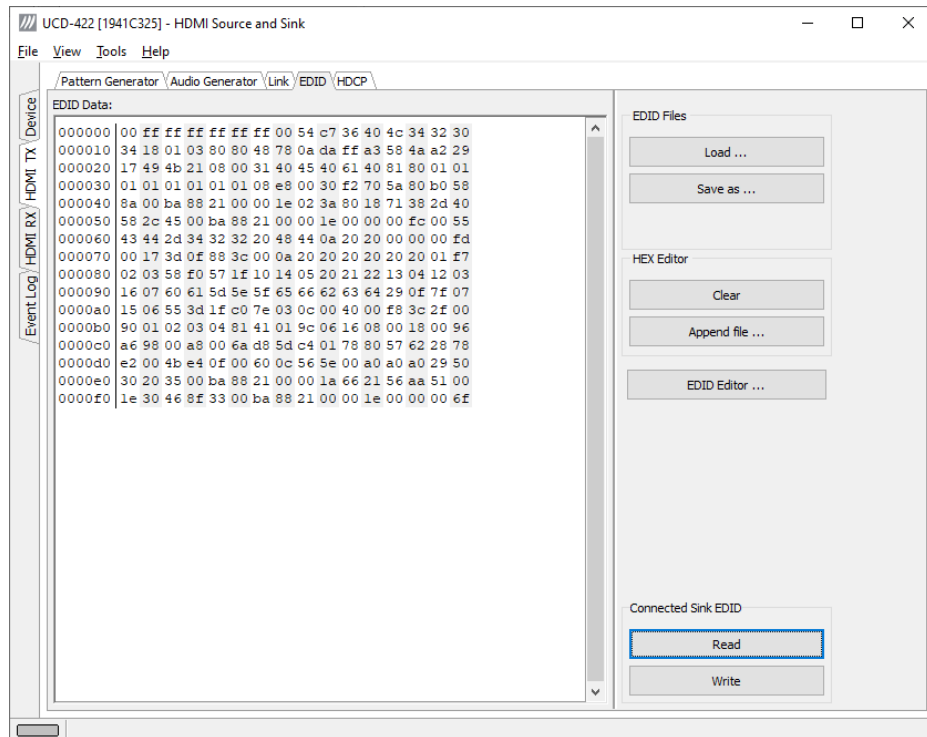 UCD-422 [1941C325] - HDMI Source and Sink
File View Tools Help
Pattern Generator Audio Generator Link EDID HDCP
Device
HDMI TX
HDMI RX
Event Log
EDID Data:
000000 00 ff ff ff ff ff ff 00 54 c7 36 40 4c 34 32 30
000010 34 18 01 03 80 80 48 78 0a da ff a3 58 4a a2 29
000020 17 49 4b 21 08 00 31 40 45 40 61 40 81 80 01 01
000030 01 01 01 01 01 01 08 e8 00 30 f2 70 5a 80 b0 58
000040 8a 00 ba 88 21 00 00 1e 02 3a 80 18 71 38 2d 40
000050 58 2c 45 00 ba 88 21 00 00 1e 00 00 00 fc 00 55
000060 43 44 2d 34 32 32 20 48 44 0a 20 20 00 00 00 fd
000070 00 17 3d 0f 88 3c 00 0a 20 20 20 20 20 20 01 f7
000080 02 03 58 f0 57 1f 10 14 05 20 21 22 13 04 12 03
000090 16 07 60 61 5d 5e 5f 65 66 62 63 64 29 0f 7f 07
0000a0 15 06 55 3d 1f c0 7e 03 0c 00 40 00 f8 3c 2f 00
0000b0 90 01 02 03 04 81 41 01 9c 06 16 08 00 18 00 96
0000c0 a6 98 00 a8 00 6a d8 5d c4 01 78 80 57 62 28 78
0000d0 e2 00 4b e4 0f 00 60 0c 56 5e 00 a0 a0 a0 29 50
0000e0 30 20 35 00 ba 88 21 00 00 1a 66 21 56 aa 51 00
0000f0 1e 30 46 8f 33 00 ba 88 21 00 00 1e 00 00 00 6f
EDID Files
Load ...
Save as ...
HEX Editor
Clear
Append file ...
EDID Editor ...
Connected Sink EDID
Read
Write